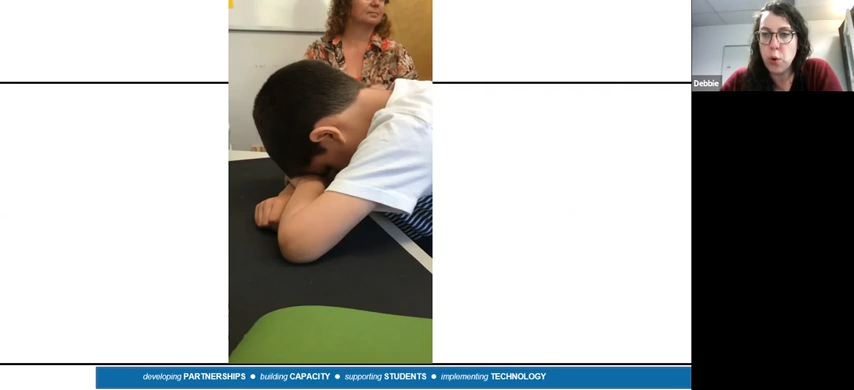 Debbie
developing PARTNERSHIPS ● building CAPACITY ● supporting STUDENTS ● implementing TECHNOLOGY